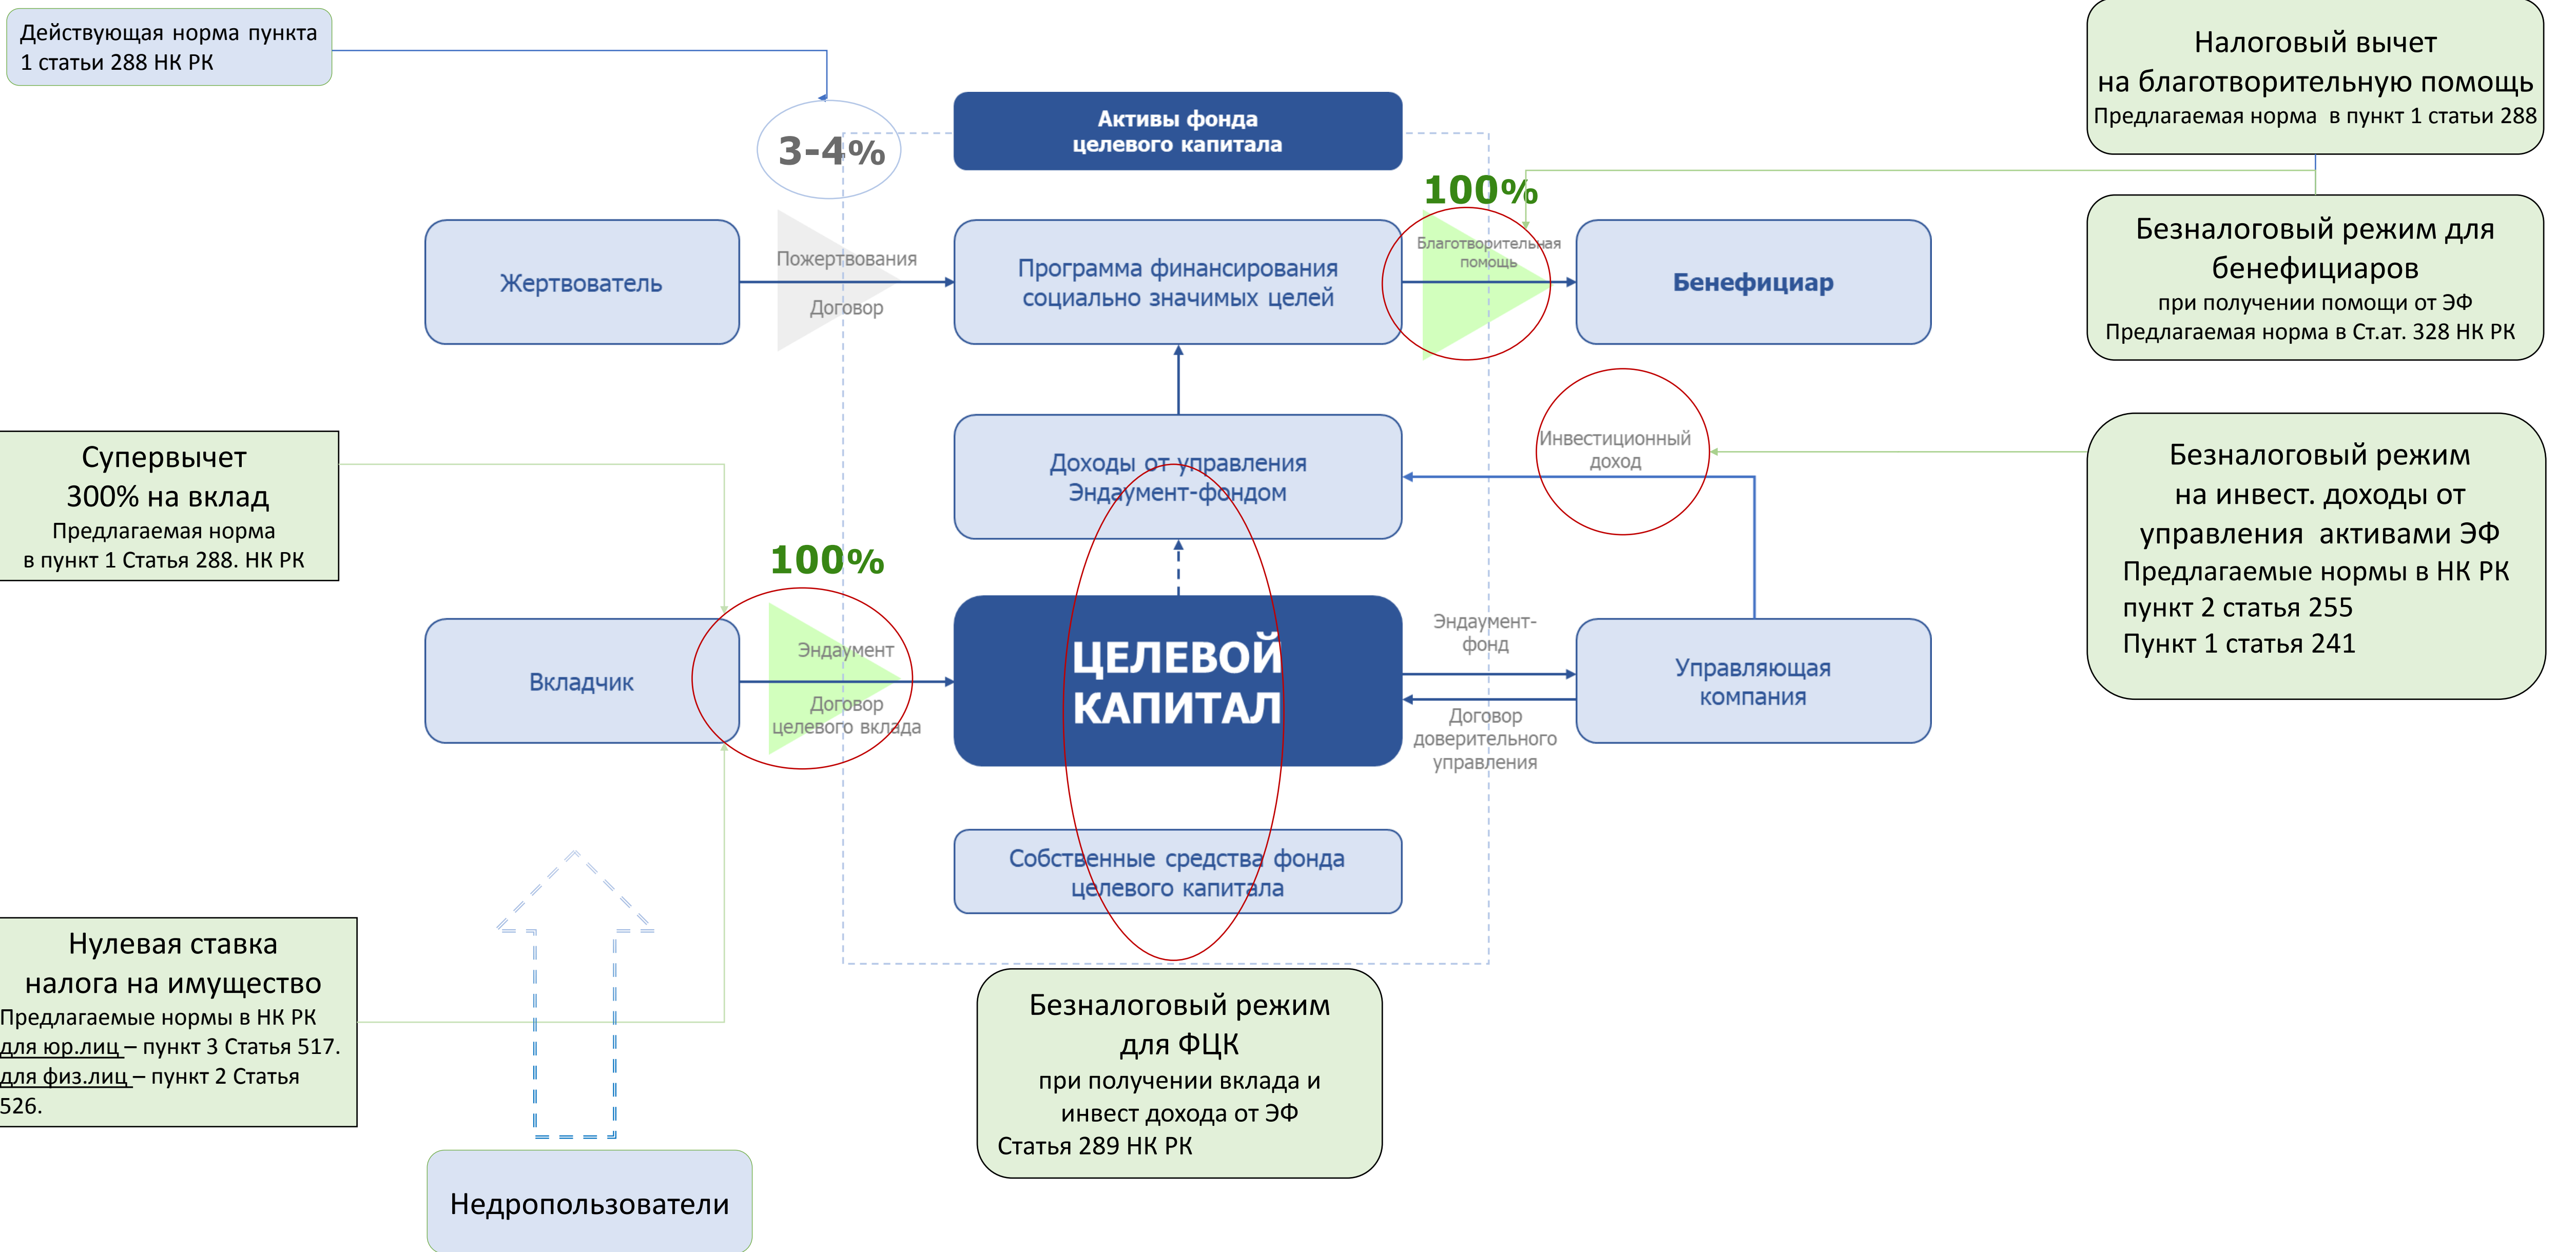 Действующая норма пункта
1 статьи 288 НК РК
Налоговый вычет
на благотворительную помощь
Предлагаемая норма в пункт 1 статьи 288
Активы фонда
целевого капитала
3-4%
100%
Жертвователь
Пожертвования
Договор
Программа финансирования
социально значимых целей
Благотворительная
помощь
Бенефициар
Безналоговый режим для
бенефициаров
при получении помощи от ЭФ
Предлагаемая норма в Ст.ат. 328 НК РК
Супервычет
300% на вклад
Предлагаемая норма
в пункт 1 Статья 288. НК РК
Доходы от управления
Эндаумент-фондом
Инвестиционный
доход
Безналоговый режим
на инвест. доходы от
управления активами ЭФ
Предлагаемые нормы в НК РК
пункт 2 статья 255
Пункт 1 статья 241
100%
Вкладчик
Эндаумент
Договор
целевого вклада
ЦЕЛЕВОЙ
КАПИТАЛ
Эндаумент-
фонд
Договор
доверительного
управления
Управляющая
компания
Собственные средства фонда
целевого капитала
Нулевая ставка
налога на имущество
Предлагаемые нормы в НК РК
для юр.лиц – пункт 3 Статья 517.
для физ.лиц – пункт 2 Статья
526.
Безналоговый режим
для ФЦК
при получении вклада и
инвест дохода от ЭФ
Статья 289 НК РК
Недропользователи